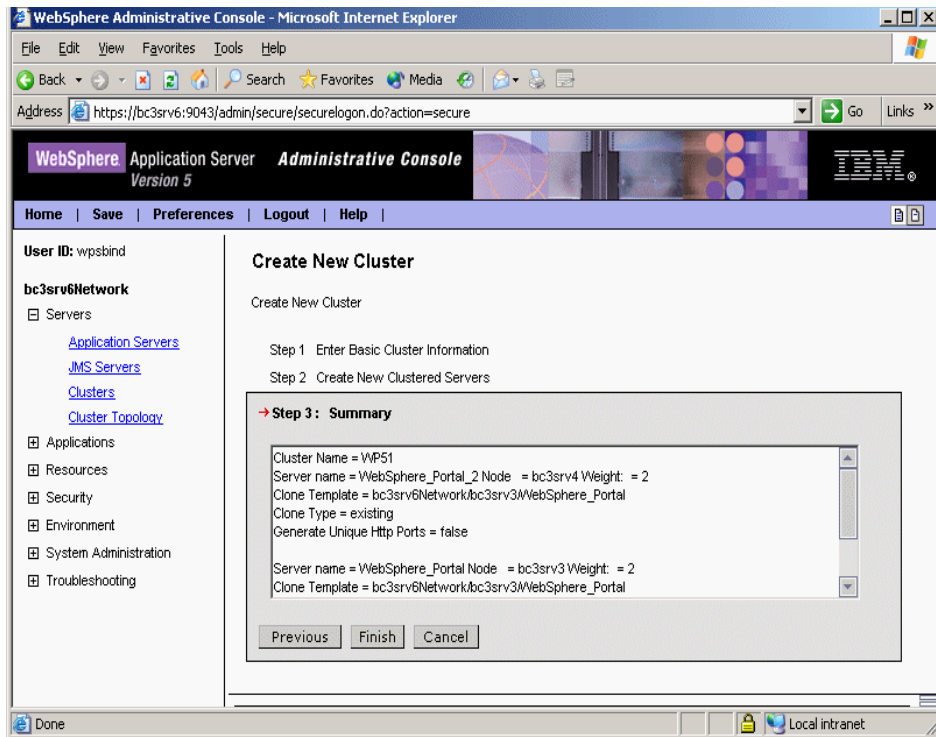 WebSphere Administrative Console - Microsoft Internet Explorer
File Edit View Favorites Tools Help
Back Search Favorites Media
Address https://bc3srv6:9043/admin/secure/securelogon.do?action=secure Go Links »
WebSphere. Application Server Administrative Console
Version 5
IBM®
Home | Save | Preferences | Logout | Help |
User ID: wpsbind
bc3srv6Network
Servers
Application Servers
JMS Servers
Clusters
Cluster Topology
Applications
Resources
Security
Environment
System Administration
Troubleshooting
Create New Cluster
Create New Cluster
Step 1 Enter Basic Cluster Information
Step 2 Create New Clustered Servers
Step 3 : Summary
Cluster Name = WP51
Server name = WebSphere_Portal_2 Node = bc3srv4 Weight: = 2
Clone Template = bc3srv6Network/bc3srv3/WebSphere_Portal
Clone Type = existing
Generate Unique Http Ports = false
Server name = WebSphere_Portal Node = bc3srv3 Weight: = 2
Clone Template = bc3srv6Network/bc3srv3/WebSphere_Portal
Previous Finish Cancel
Done Local intranet